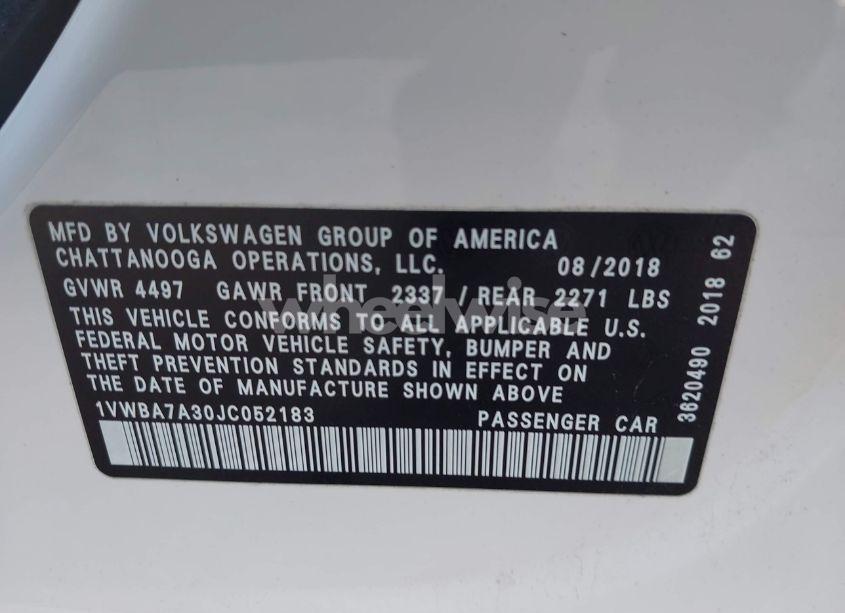 MFD BY VOLKSWAGEN GROUP OF AMERICA
CHATTANOOGA OPERATIONS, LLC. 08/2018
GVWR 4497 GAWR FRONT 2337 / REAR 2271 LBS
THIS VEHICLE CONFORMS TO ALL APPLICABLE U.S.
FEDERAL MOTOR VEHICLE SAFETY, BUMPER AND
THEFT PREVENTION STANDARDS IN EFFECT ON
THE DATE OF MANUFACTURE SHOWN ABOVE
1VWBA7A30JC052183 PASSENGER CAR
3620490 2018 62
wheelwise